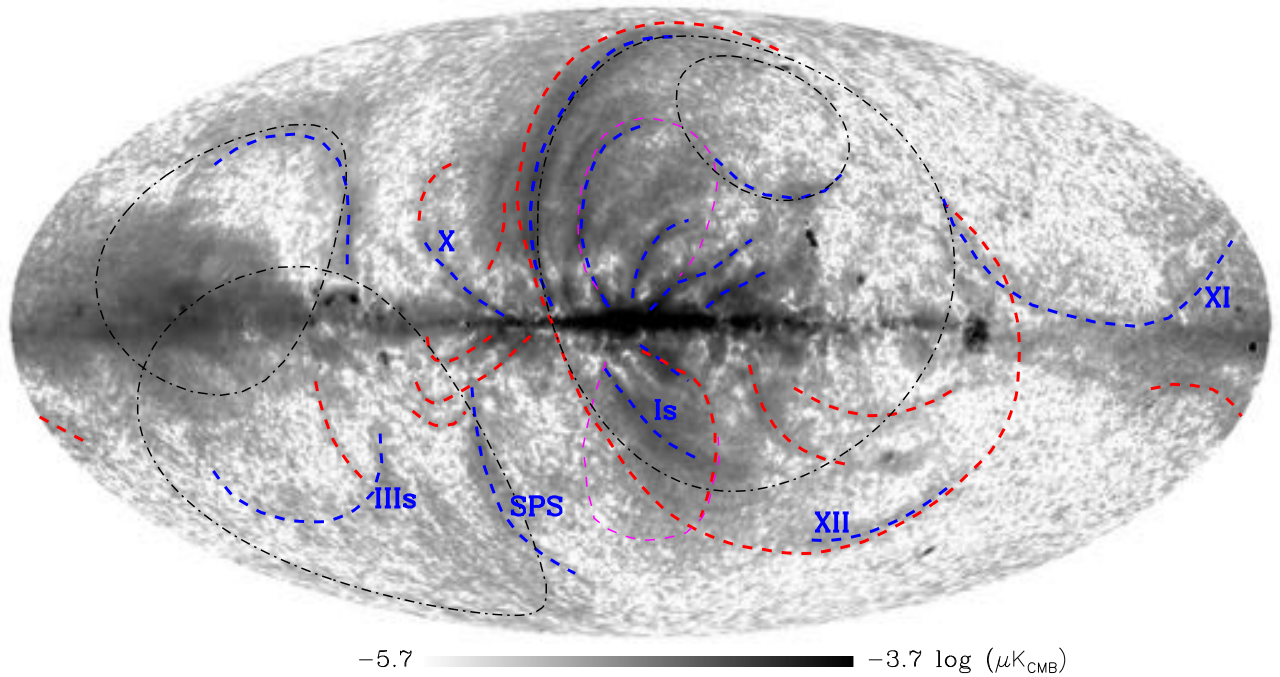 X
XI
Is
IIIs
SPS
XII
−5.7
−3.7 log (μK_CMB)